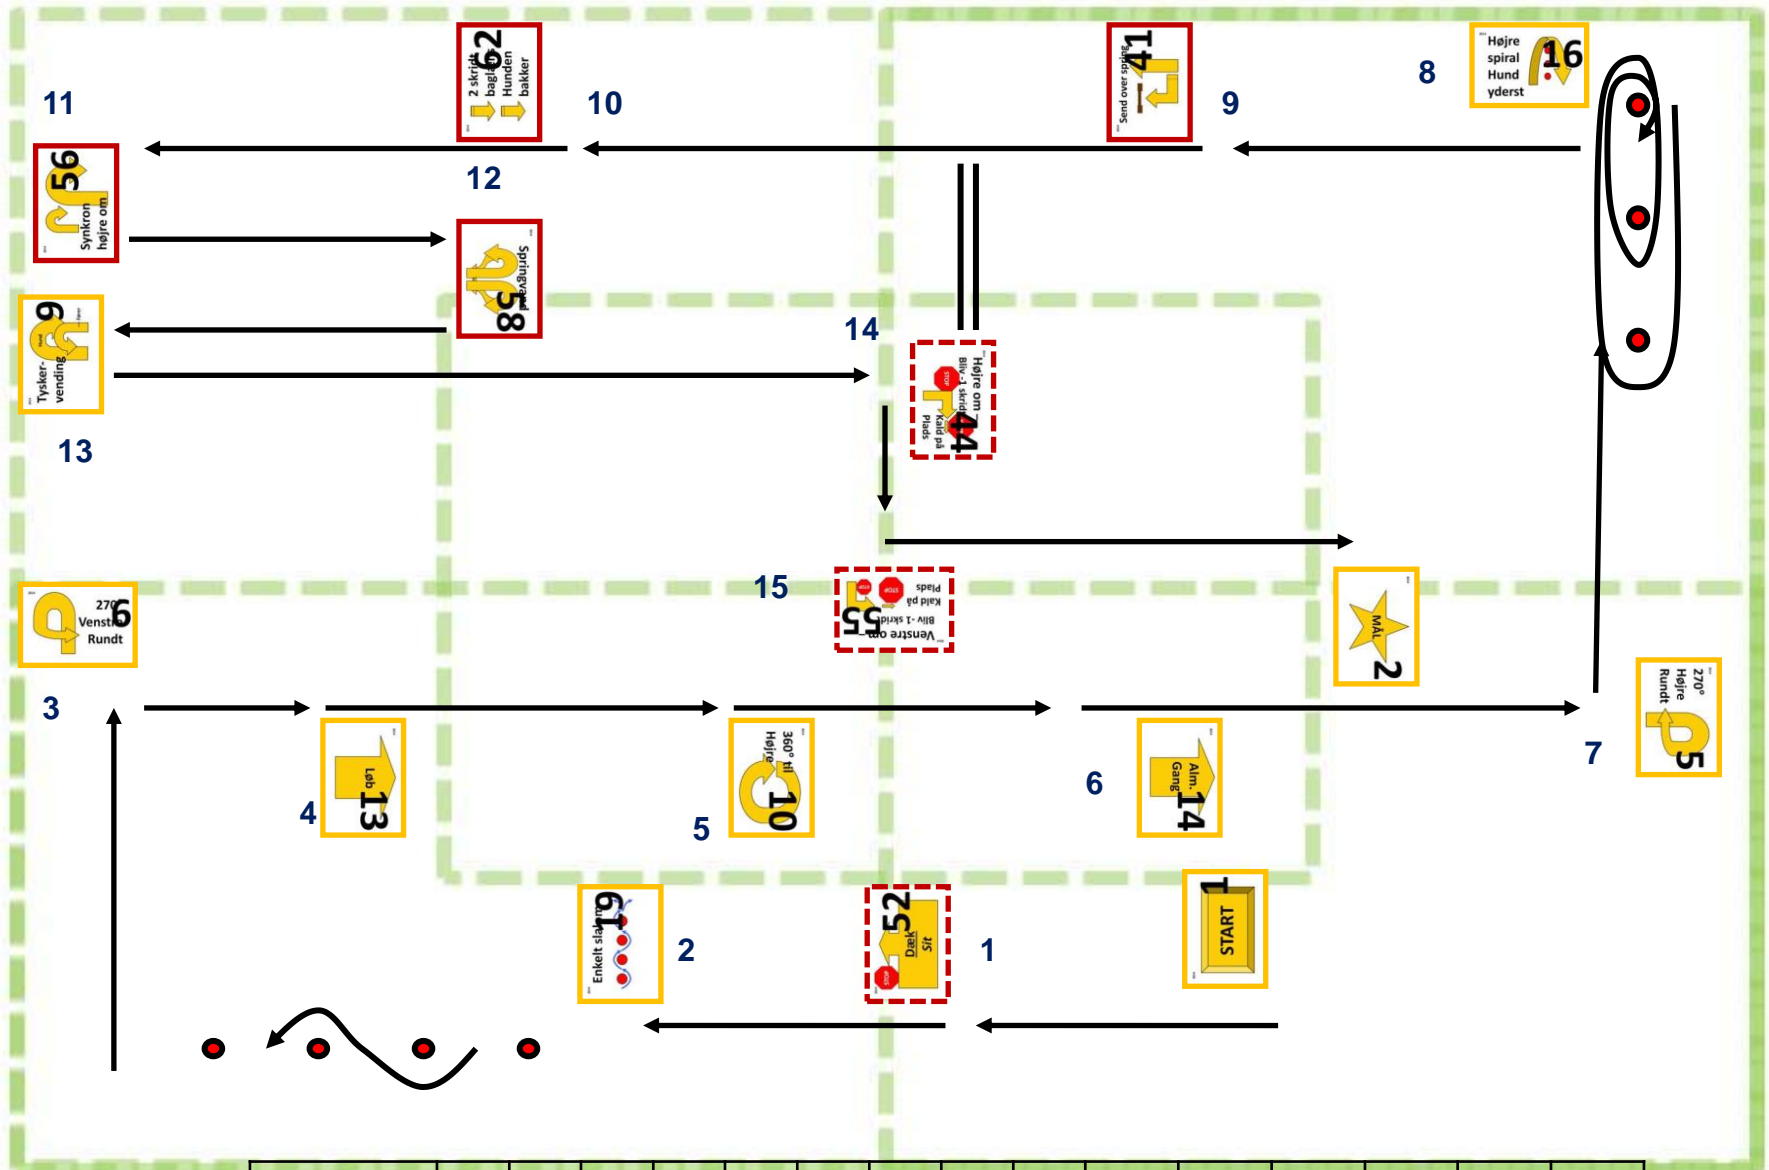 11
62
2 skridt
baglæns
Hunden
bakker
10
41
Send over spring
9
8
16
Højre
spiral
Hund
yderst
56
Synkron
højre om
12
58
Springvand
9
Tysker-
vending
13
14
Højre om
Bliv -1 skridt
Kald på
Plads
STOP
44
15
Venstre om
Bliv -1 skridt
Kald på
Plads
STOP
STOP
55
6
270°
Venstre
Rundt
3
MÅL
2
270°
Højre
Rundt
5
7
Løb
13
4
360° til
Højre
10
5
Alm.
Gang
14
6
START
1
Dæk
Sit
STOP
52
1
Enkelt slalom
61
2